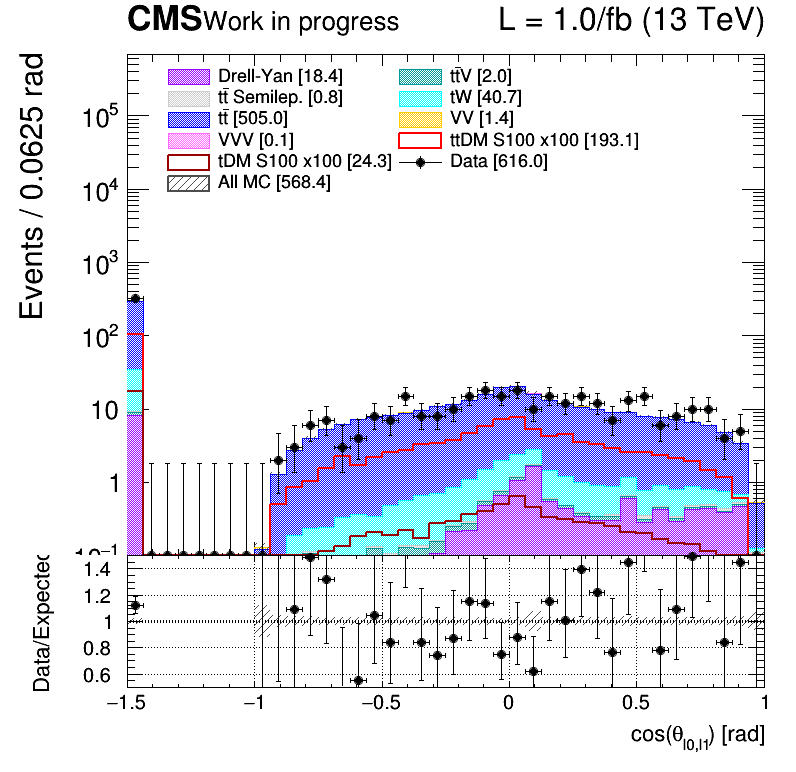 CMS Work in progress L = 1.0/fb (13 TeV)
Drell-Yan [18.4] tt̄V [2.0]
tt̄ Semilep. [0.8] tW [40.7]
tt̄ [505.0] VV [1.4]
VVV [0.1] ttDM S100 x100 [193.1]
tDM S100 x100 [24.3] Data [616.0]
All MC [568.4]
Events / 0.0625 rad
10⁵
10⁴
10³
10²
10
1
10⁻¹
Data/Expected
1.4
1.2
1
0.8
0.6
−1.5 −1 −0.5 0 0.5 1
cos(θ_l0,l1) [rad]